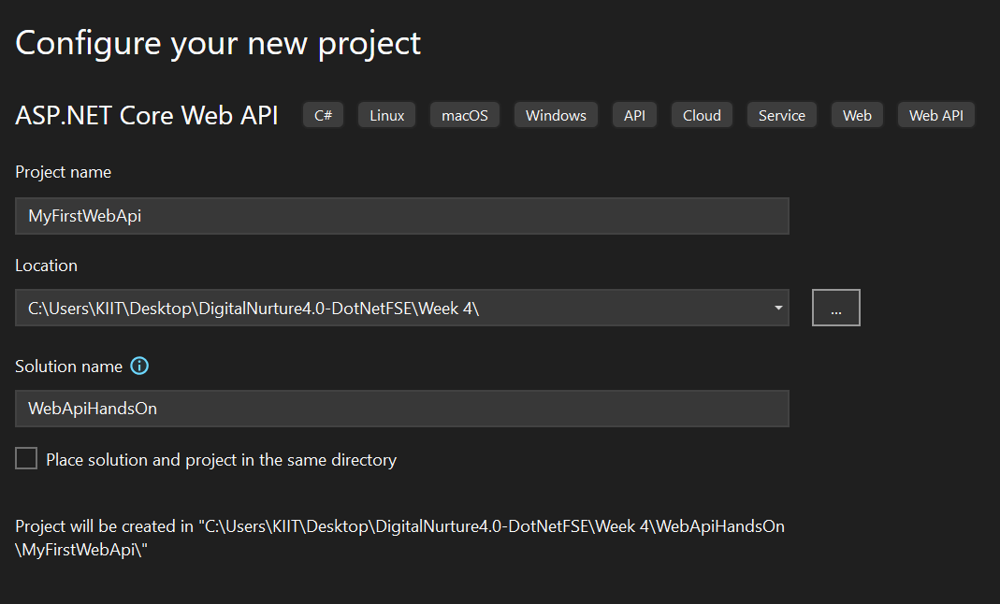 Configure your new project
ASP.NET Core Web API C# Linux macOS Windows API Cloud Service Web Web API
Project name
MyFirstWebApi
Location
C:\Users\KIIT\Desktop\DigitalNurture4.0-DotNetFSE\Week 4\
...
Solution name
WebApiHandsOn
Place solution and project in the same directory
Project will be created in "C:\Users\KIIT\Desktop\DigitalNurture4.0-DotNetFSE\Week 4\WebApiHandsOn
\MyFirstWebApi\"